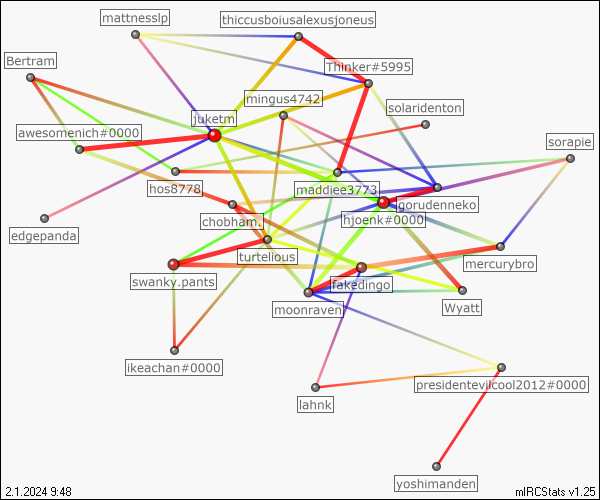 mattnesslp
thiccusboiusalexusjoneus
Bertram
Thinker#5995
mingus4742
solaridenton
juketm
awesomenich#0000
sorapie
hos8778
maddiee3773
gorudenneko
edgepanda
chobham.
hjoenk#0000
turtelious
mercurybro
swanky.pants
fakedingo
moonraven
Wyatt
ikeachan#0000
presidentevilcool2012#0000
lahnk
yoshimanden
2.1.2024 9:48
mIRCStats v1.25